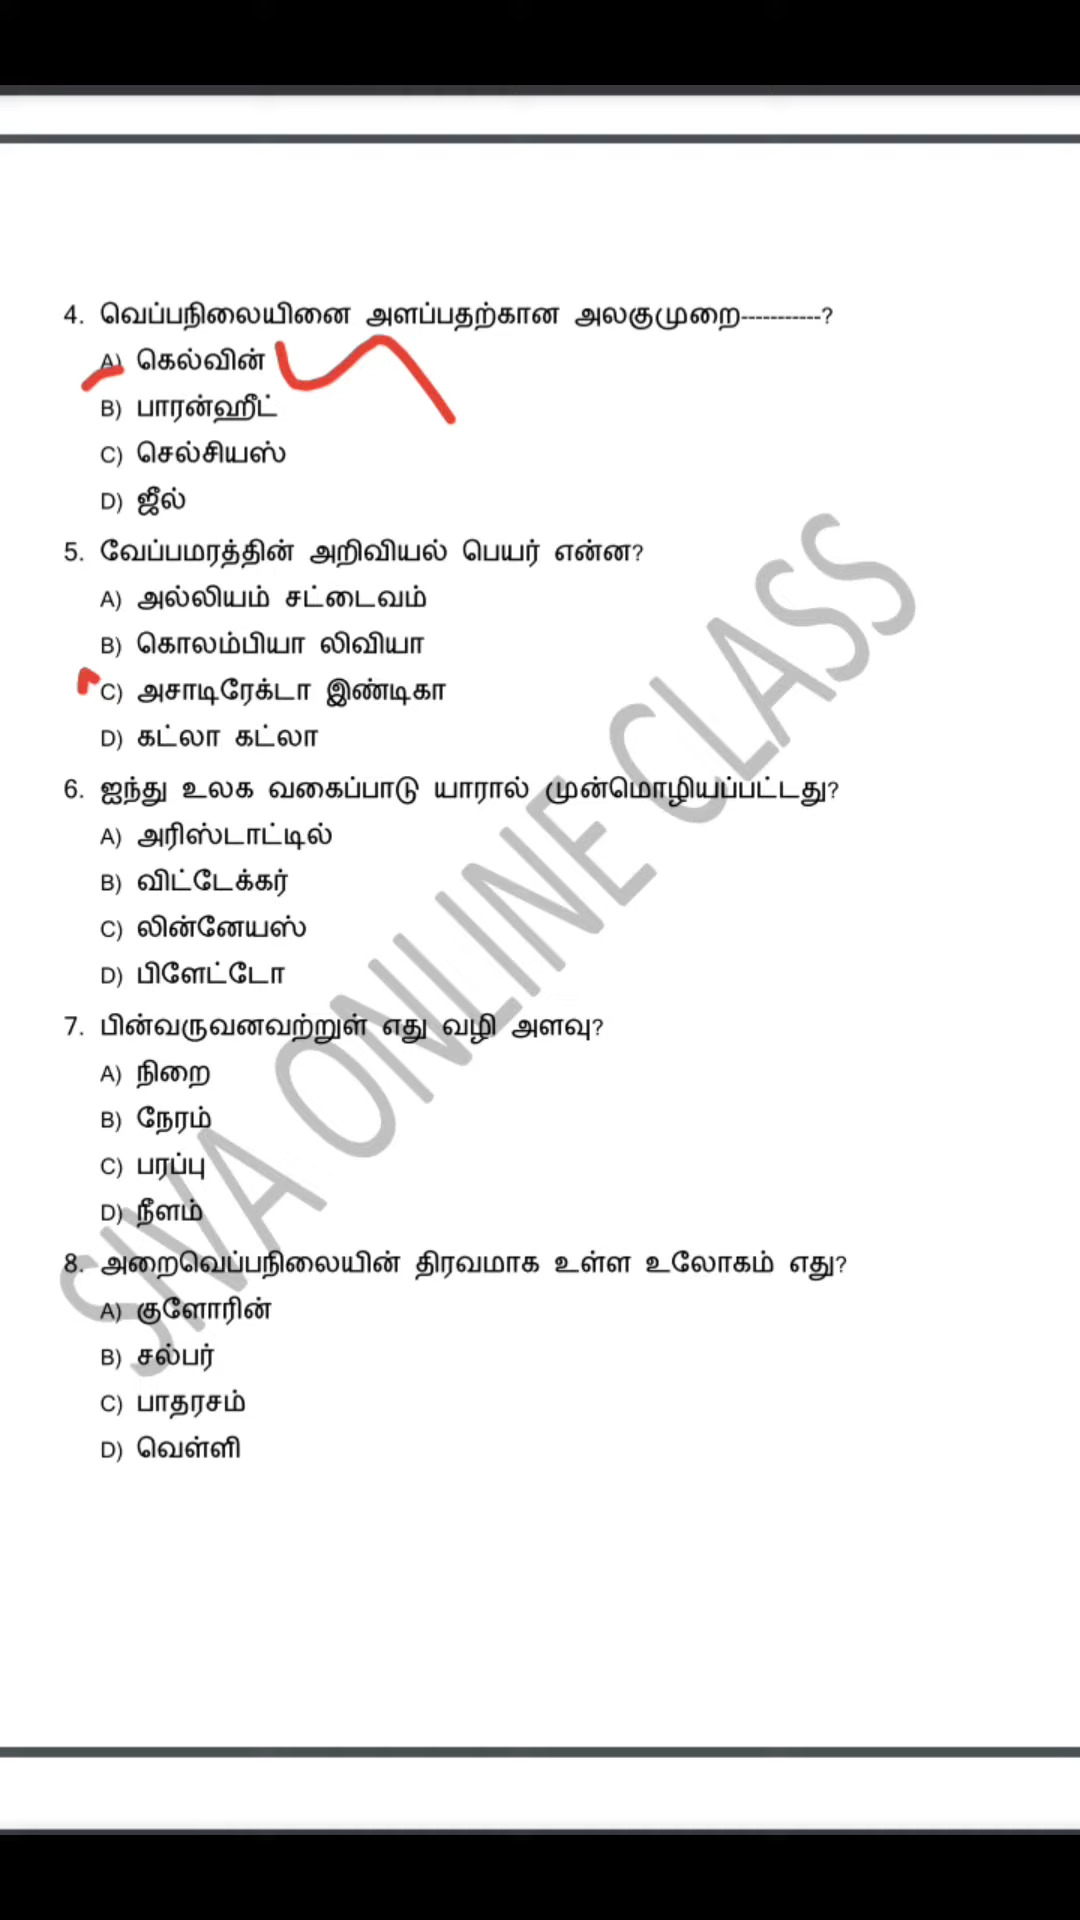 4. வெப்பநிலையினை அளப்பதற்கான அலகுமுறை-----------?
A) கெல்வின்
B) பாரன்ஹீட்
C) செல்சியஸ்
D) ஜீல்
5. வேப்பமரத்தின் அறிவியல் பெயர் என்ன?
A) அல்லியம் சட்டைவம்
B) கொலம்பியா லிவியா
C) அசாடிரேக்டா இண்டிகா
D) கட்லா கட்லா
6. ஐந்து உலக வகைப்பாடு யாரால் முன்மொழியப்பட்டது?
A) அரிஸ்டாட்டில்
B) விட்டேக்கர்
C) லின்னேயஸ்
D) பிளேட்டோ
7. பின்வருவனவற்றுள் எது வழி அளவு?
A) நிறை
B) நேரம்
C) பரப்பு
D) நீளம்
8. அறைவெப்பநிலையின் திரவமாக உள்ள உலோகம் எது?
A) குளோரின்
B) சல்பர்
C) பாதரசம்
D) வெள்ளி
SIVA ONLINE CLASS